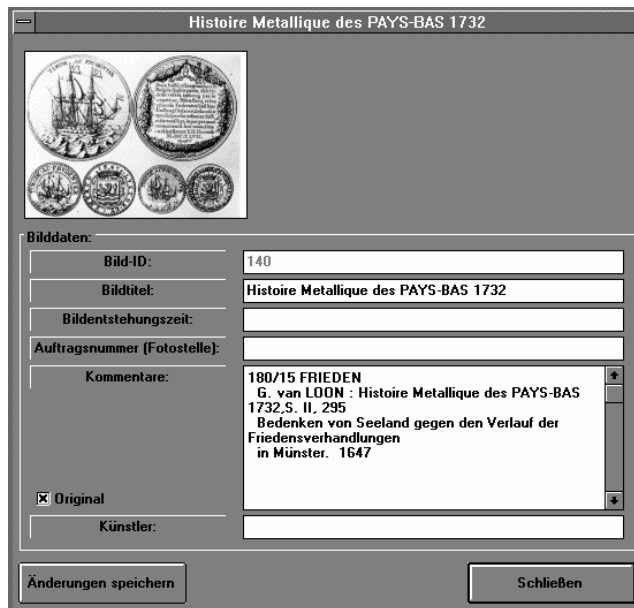 Histoire Metallique des PAYS-BAS 1732
Bilddaten:
Bild-ID:
140
Bildtitel:
Histoire Metallique des PAYS-BAS 1732
Bildentstehungszeit:
Auftragsnummer (Fotostelle):
Kommentare:
180/15 FRIEDEN
G. van LOON : Histoire Metallique des PAYS-BAS
1732,S. II, 295
Bedenken von Seeland gegen den Verlauf der
Friedensverhandlungen
in Münster. 1647
Original
Künstler:
Änderungen speichern
Schließen